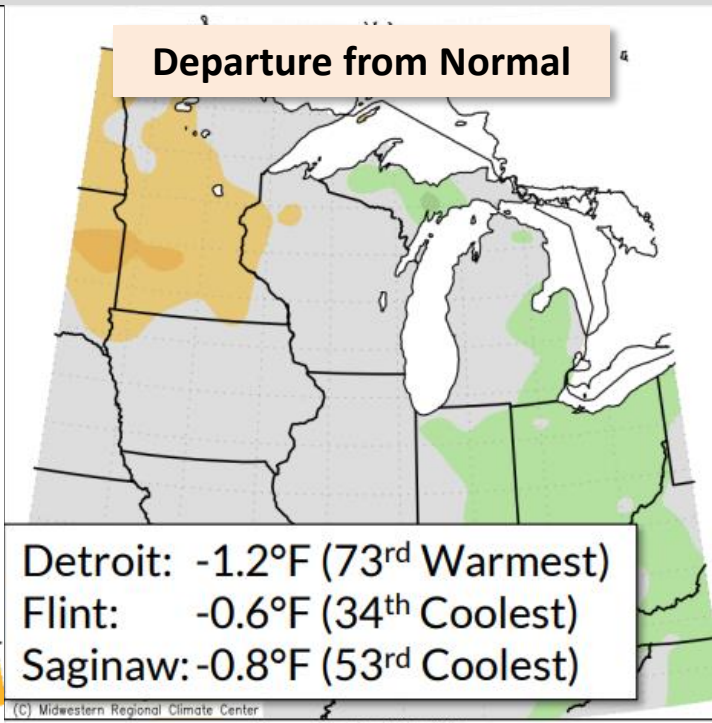 Departure from Normal
Detroit: -1.2°F (73rd Warmest)
Flint: -0.6°F (34th Coolest)
Saginaw: -0.8°F (53rd Coolest)
(C) Midwestern Regional Climate Center